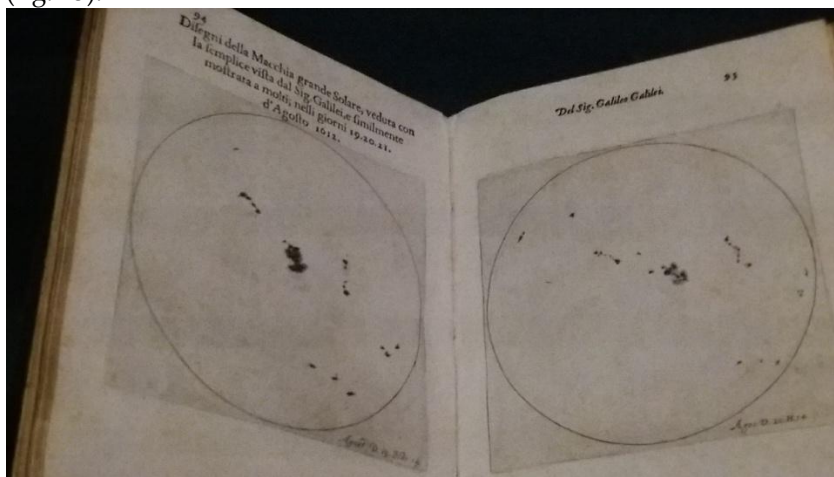 94
Diſegni della Macchia grande Solare, veduta con
la ſemplice viſta dal Sig. Galilei, e ſimilmente
moſtrata a molti, nelli giorni 19.20.21.
d'Agoſto 1612.
95
Del Sig. Galileo Galilei.